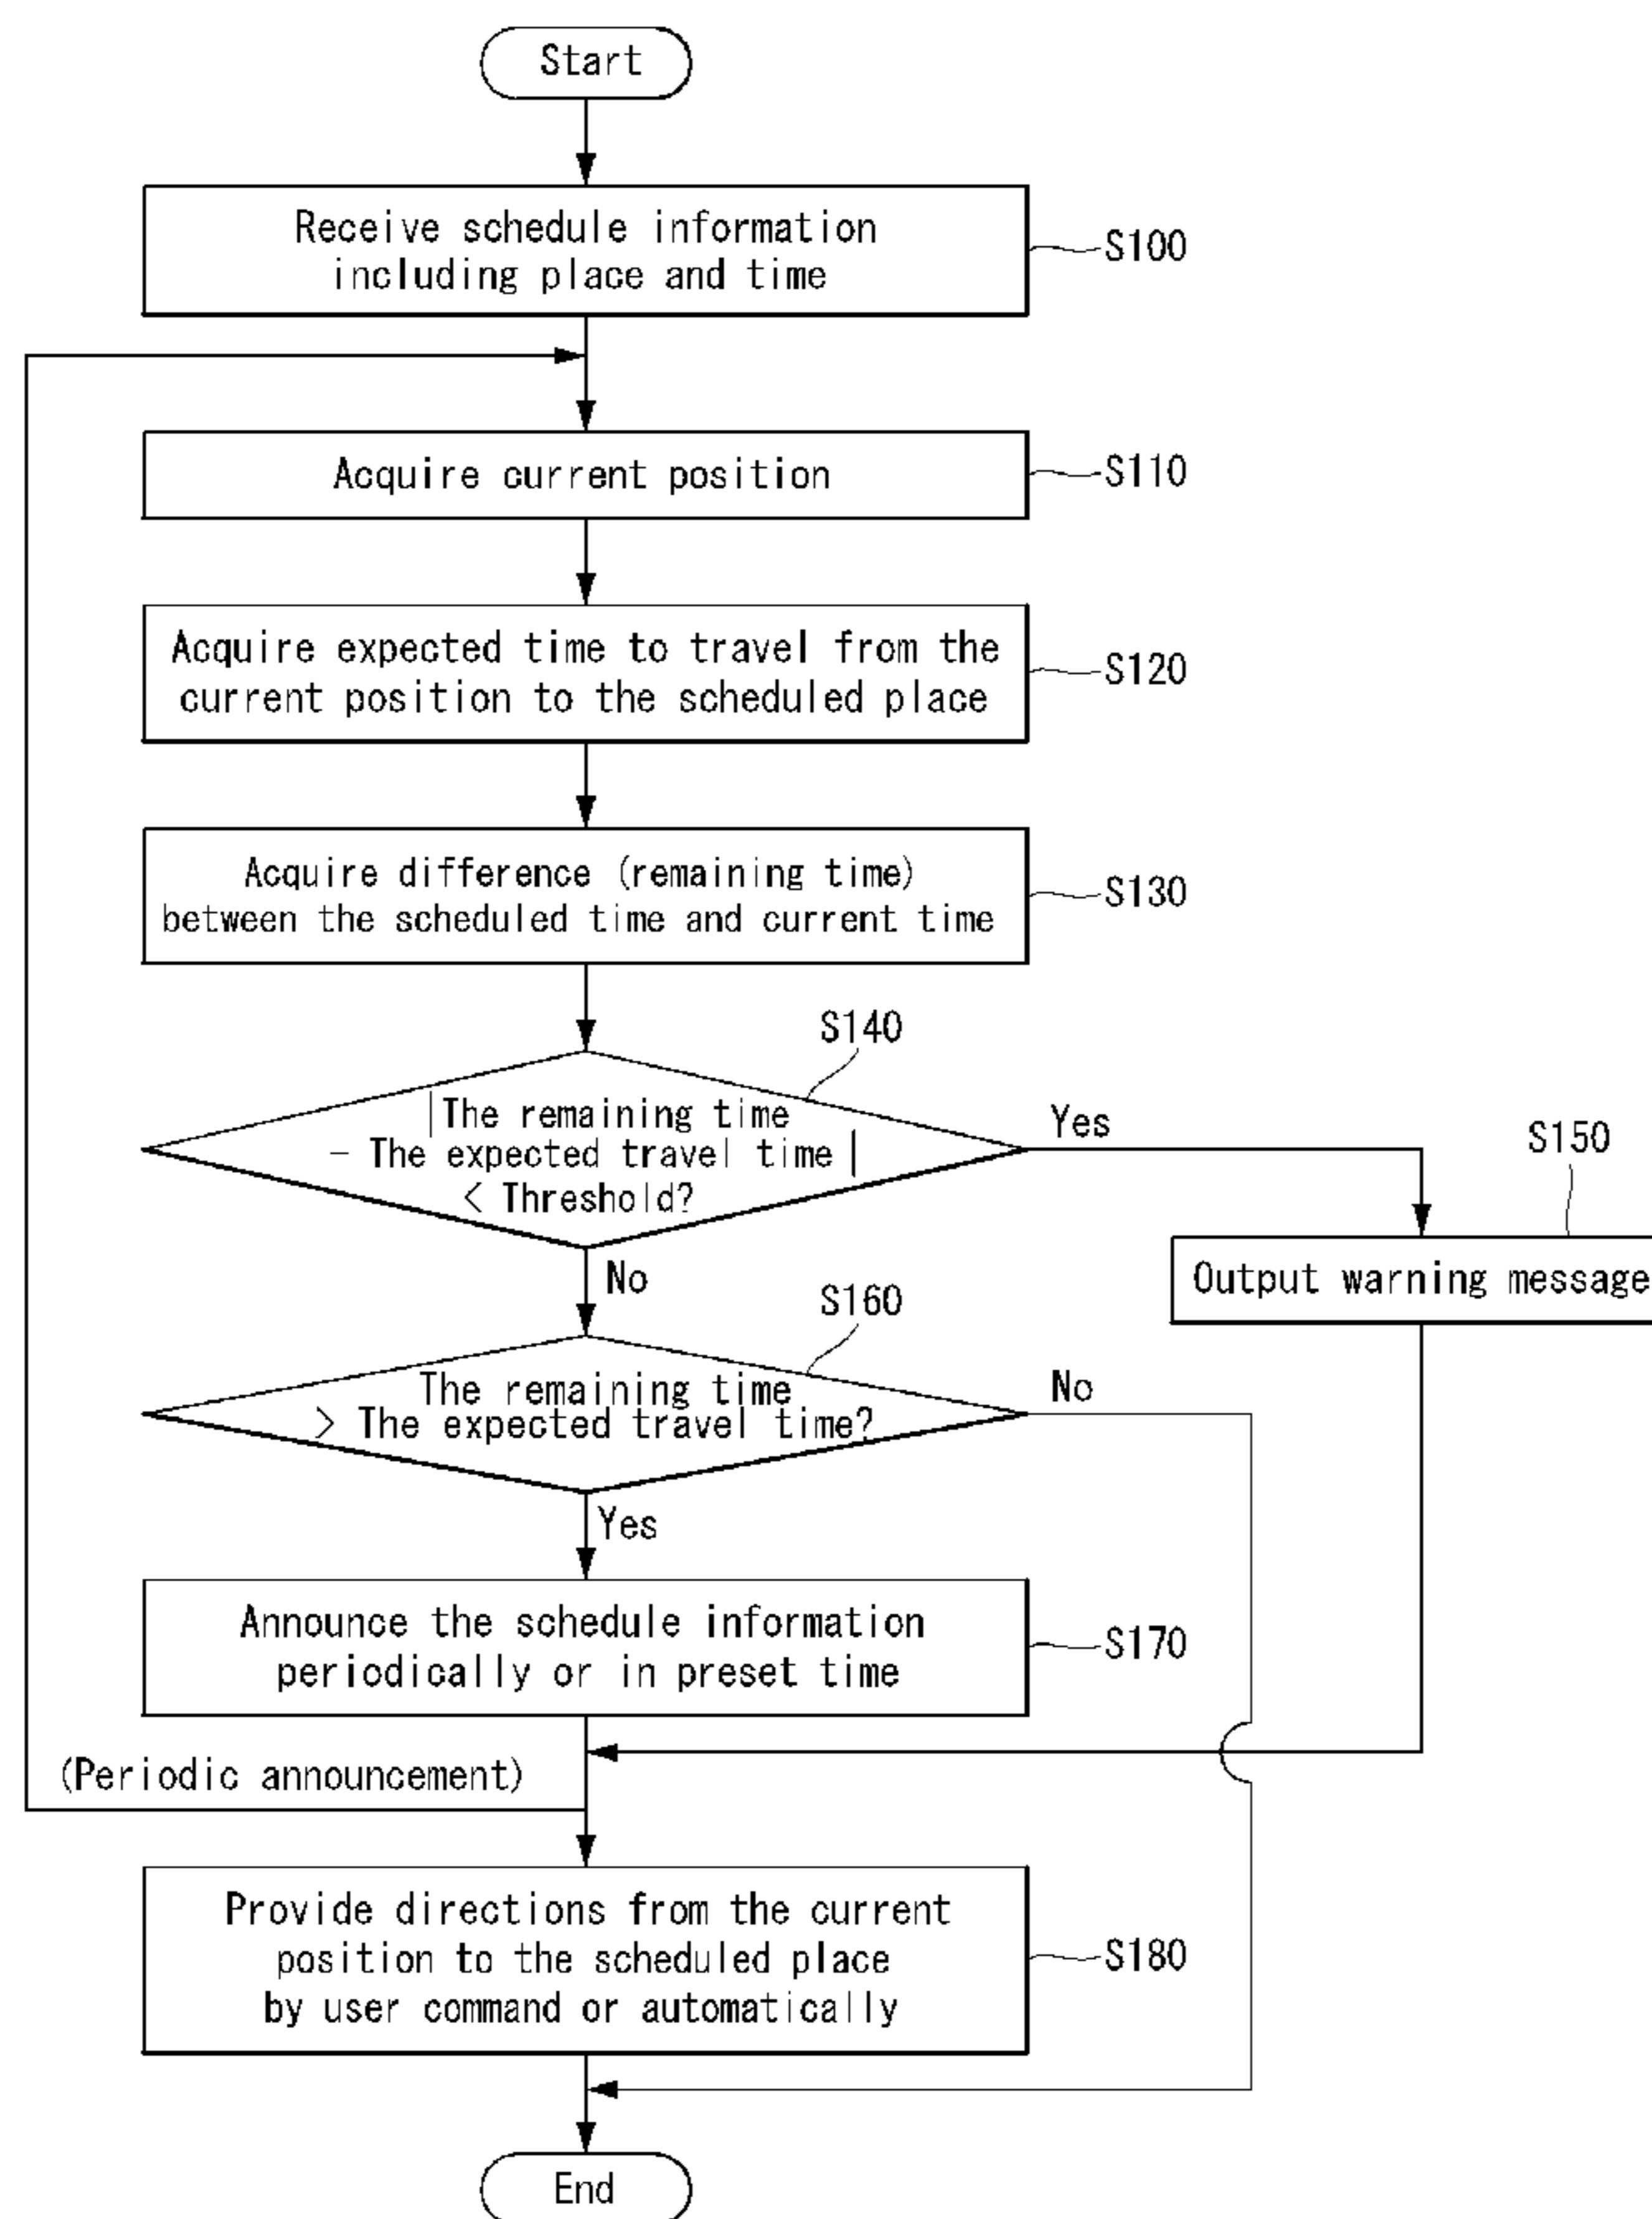 Start
Receive schedule information
including place and time
S100
Acquire current position
S110
Acquire expected time to travel from the
current position to the scheduled place
S120
Acquire difference (remaining time)
between the scheduled time and current time
S130
S140
|The remaining time
- The expected travel time|
< Threshold?
Yes
S150
Output warning message
No
S160
The remaining time
> The expected travel time?
No
Yes
Announce the schedule information
periodically or in preset time
S170
(Periodic announcement)
Provide directions from the current
position to the scheduled place
by user command or automatically
S180
End